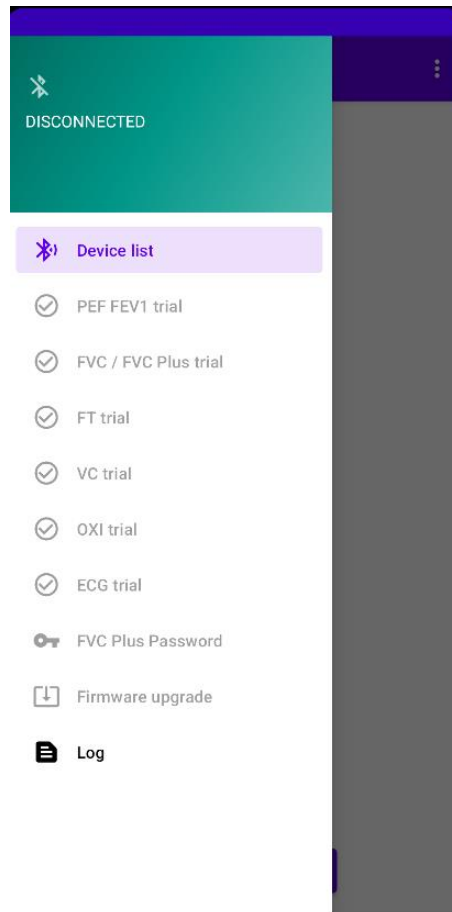 DISCONNECTED
Device list
PEF FEV1 trial
FVC / FVC Plus trial
FT trial
VC trial
OXI trial
ECG trial
FVC Plus Password
Firmware upgrade
Log